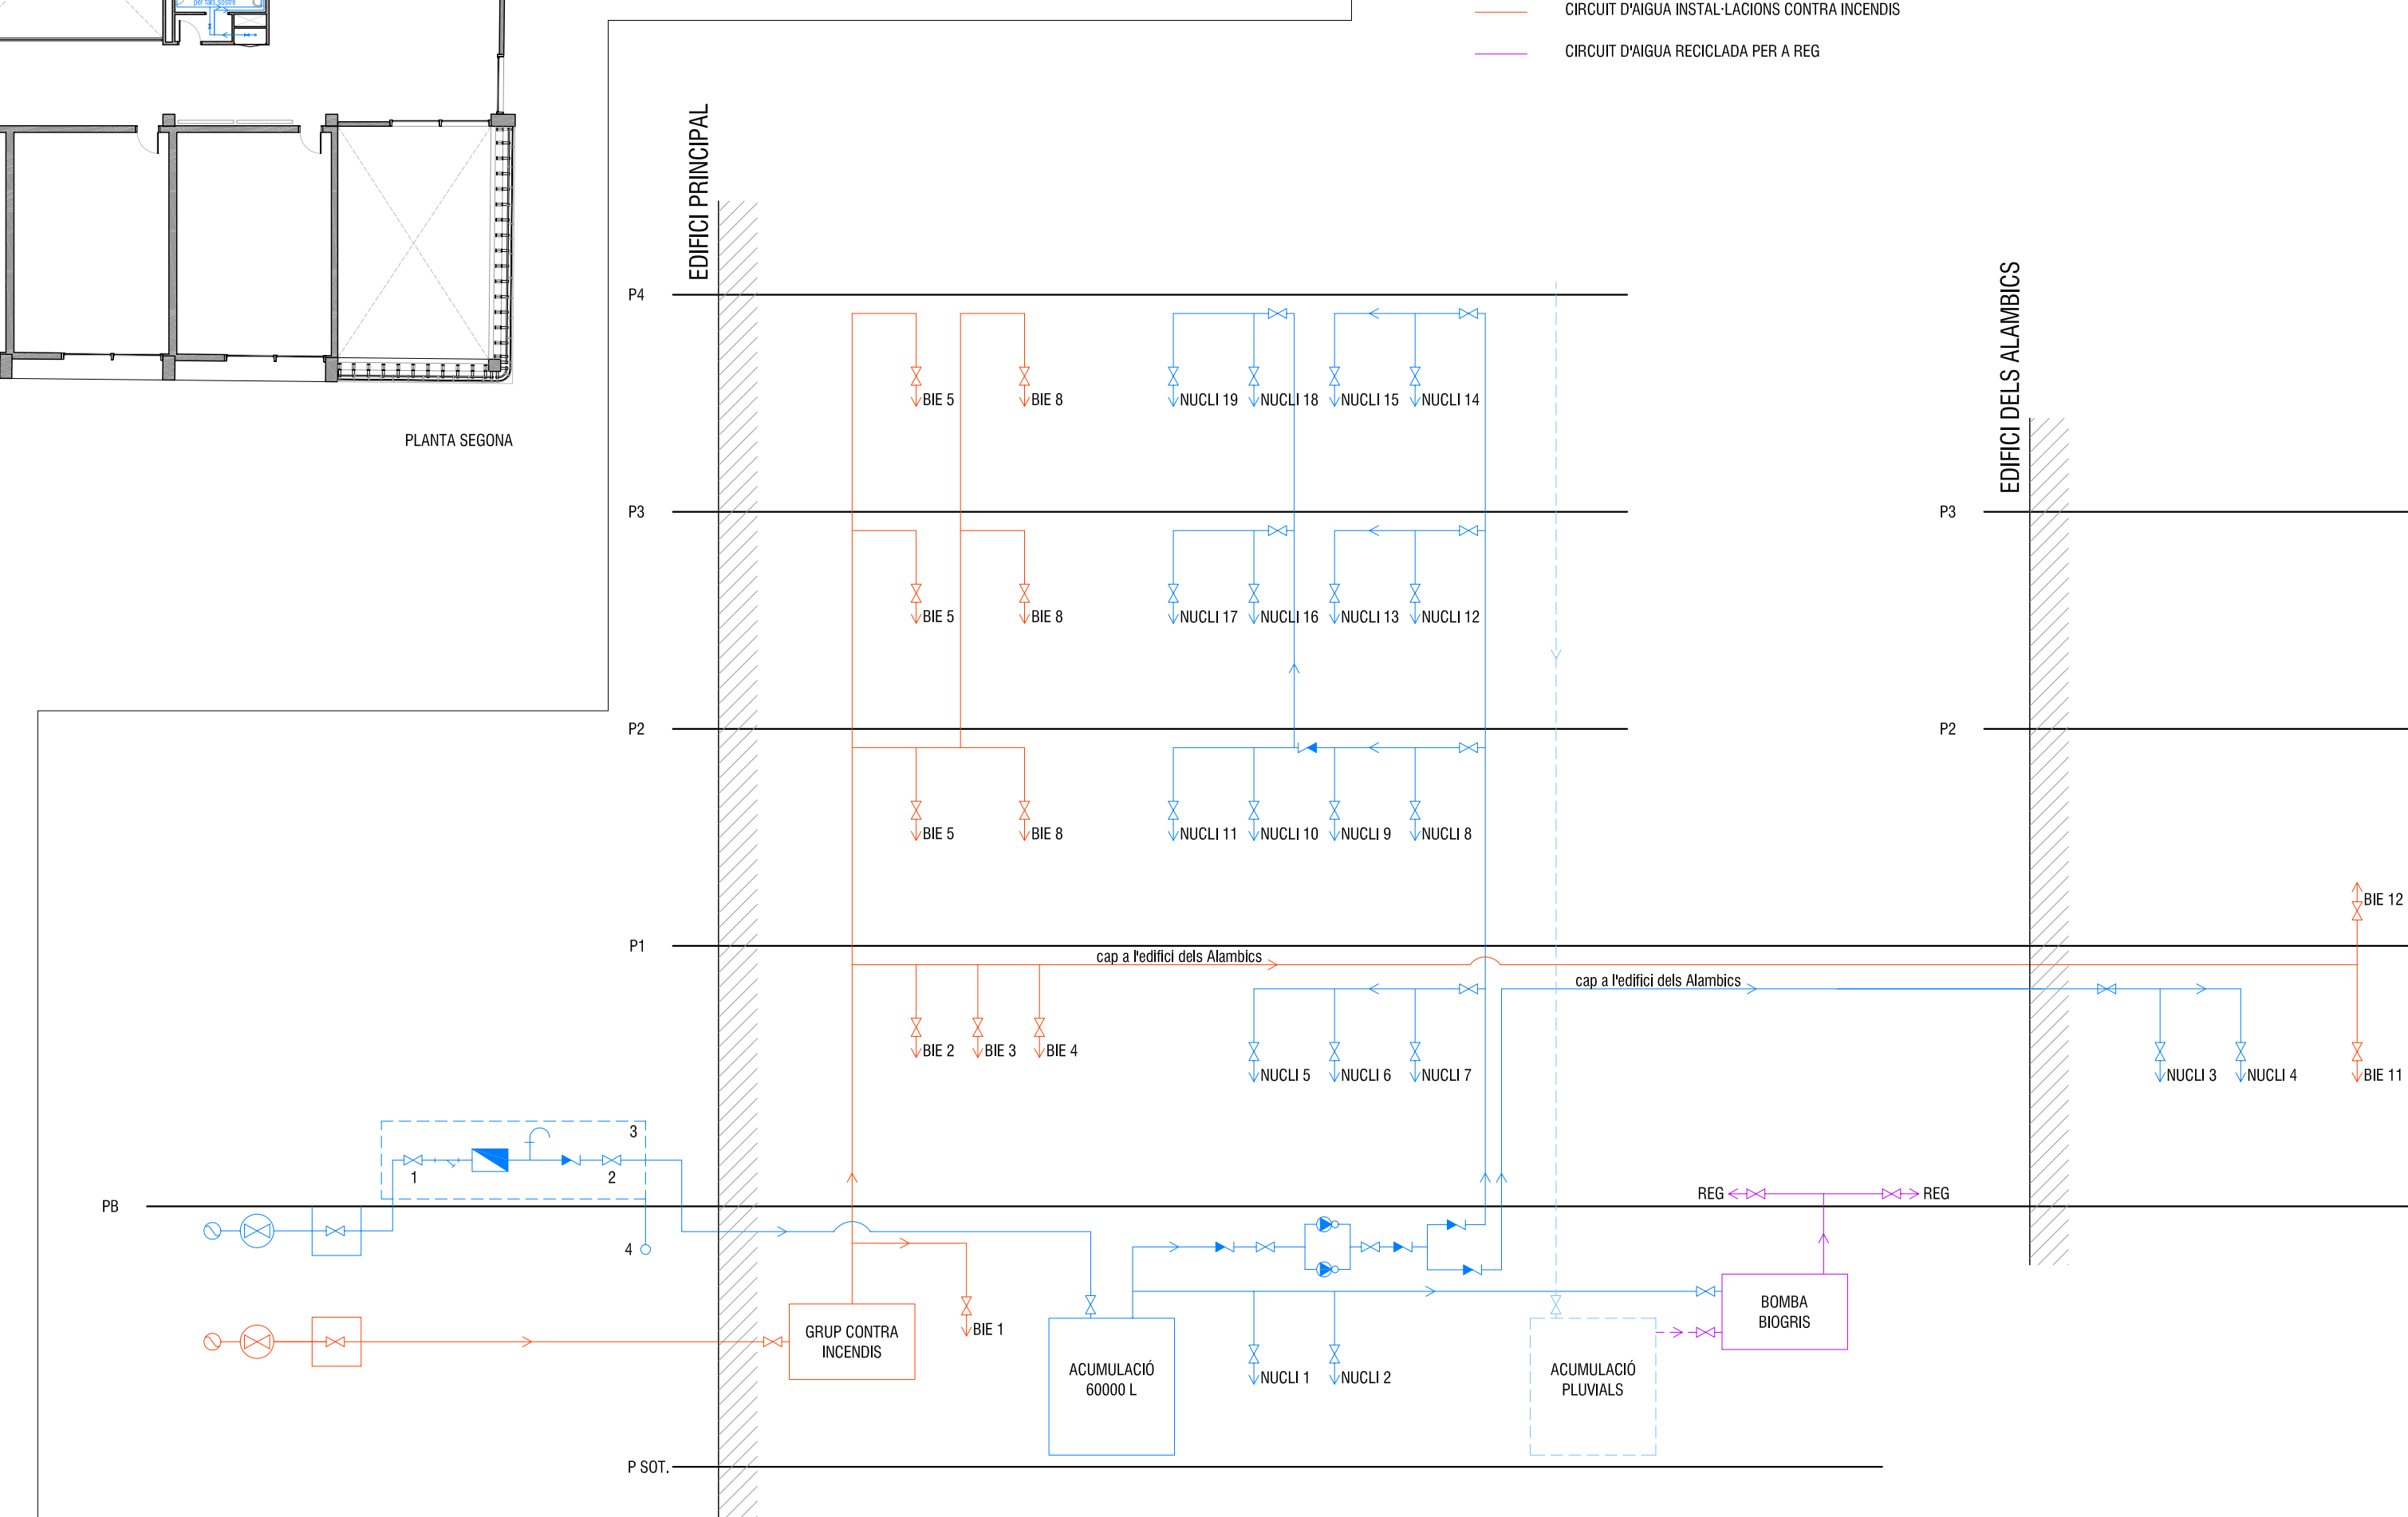 per fals sostre
CIRCUIT D'AIGUA INSTAL·LACIONS CONTRA INCENDIS
CIRCUIT D'AIGUA RECICLADA PER A REG
EDIFICI PRINCIPAL
EDIFICI DELS ALAMBICS
PLANTA SEGONA
P4
BIE 5 BIE 8 NUCLI 19 NUCLI 18 NUCLI 15 NUCLI 14
P3 P3
BIE 5 BIE 8 NUCLI 17 NUCLI 16 NUCLI 13 NUCLI 12
P2 P2
BIE 5 BIE 8 NUCLI 11 NUCLI 10 NUCLI 9 NUCLI 8
BIE 12
P1
cap a l'edifici dels Alambics
cap a l'edifici dels Alambics
BIE 2 BIE 3 BIE 4
NUCLI 5 NUCLI 6 NUCLI 7 NUCLI 3 NUCLI 4 BIE 11
3
1 2
REG REG
PB
4
BOMBA
BIOGRIS
BIE 1
GRUP CONTRA
INCENDIS
ACUMULACIÓ
60000 L
NUCLI 1 NUCLI 2
ACUMULACIÓ
PLUVIALS
P SOT.